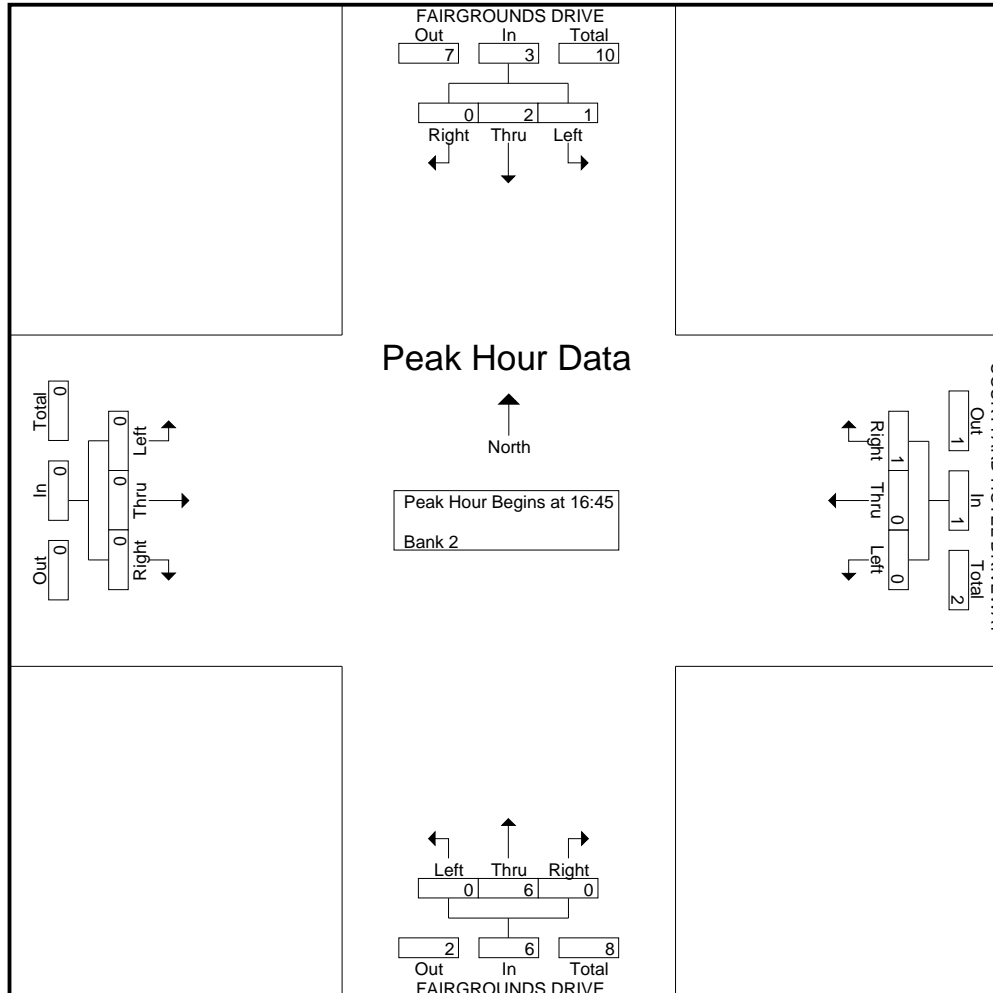 FAIRGROUNDS DRIVE
Out In Total
7 3 10
0 2 1
Right Thru Left
Peak Hour Data
North
Peak Hour Begins at 16:45
Bank 2
Total In Out
0 0 0
0 0 0
Left Thru Right
Right Thru Left
1 0 0
Out In Total
1 1 2
Left Thru Right
0 6 0
2 6 8
Out In Total
FAIRGROUNDS DRIVE